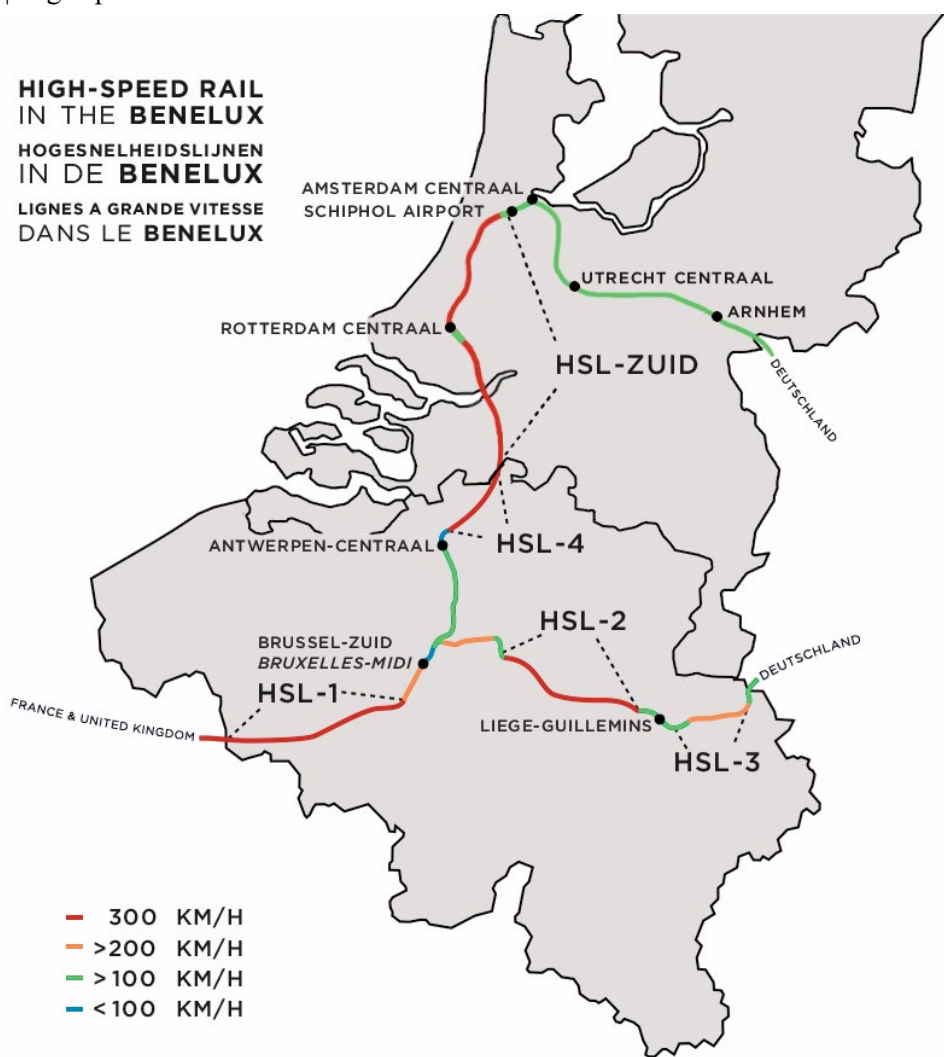 HIGH-SPEED RAIL
IN THE BENELUX
HOGESNELHEIDSLIJNEN
IN DE BENELUX
LIGNES A GRANDE VITESSE
DANS LE BENELUX
AMSTERDAM CENTRAAL
SCHIPHOL AIRPORT
UTRECHT CENTRAAL
ARNHEM
ROTTERDAM CENTRAAL
HSL-ZUID
DEUTSCHLAND
ANTWERPEN-CENTRAAL
HSL-4
HSL-2
BRUSSEL-ZUID
BRUXELLES-MIDI
DEUTSCHLAND
HSL-1
FRANCE & UNITED KINGDOM
LIEGE-GUILLEMINS
HSL-3
300 KM/H
>200 KM/H
>100 KM/H
<100 KM/H